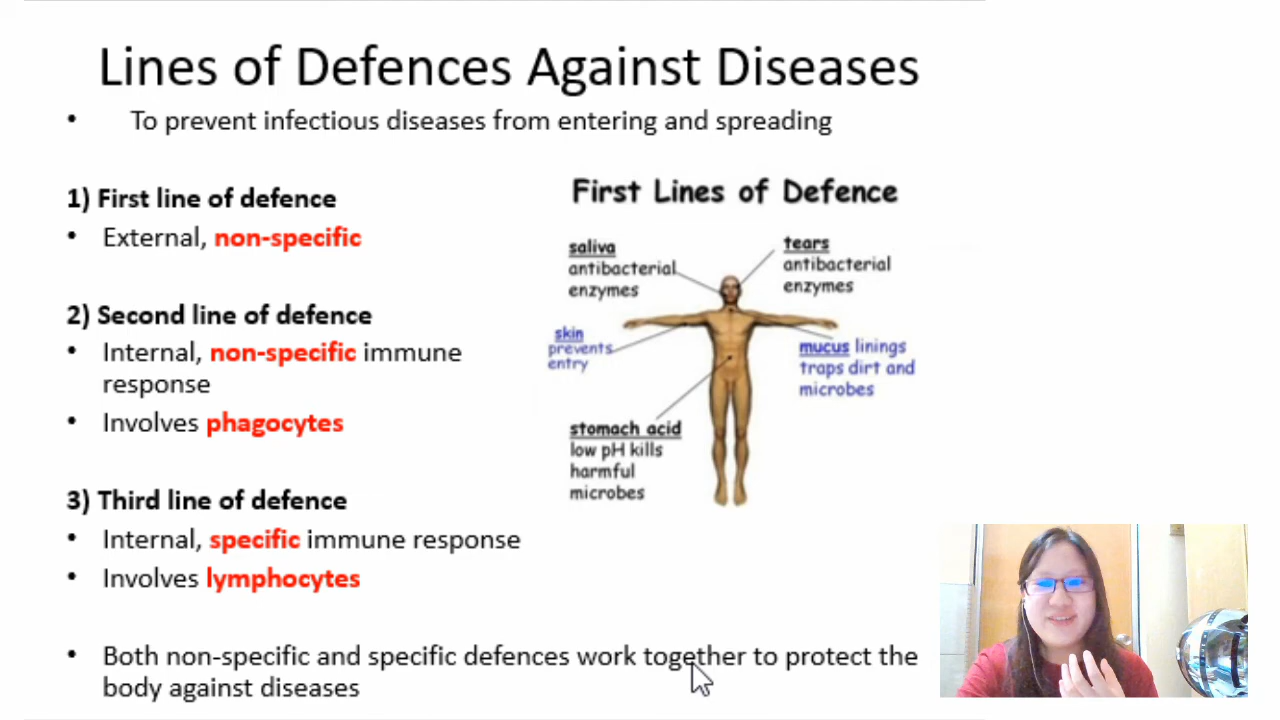 Lines of Defences Against Diseases
• To prevent infectious diseases from entering and spreading
1) First line of defence
• External, non-specific
2) Second line of defence
• Internal, non-specific immune
response
• Involves phagocytes
3) Third line of defence
• Internal, specific immune response
• Involves lymphocytes
• Both non-specific and specific defences work together to protect the
body against diseases
First Lines of Defence
saliva
antibacterial
enzymes
tears
antibacterial
enzymes
skin
prevents
entry
mucus linings
traps dirt and
microbes
stomach acid
low pH kills
harmful
microbes